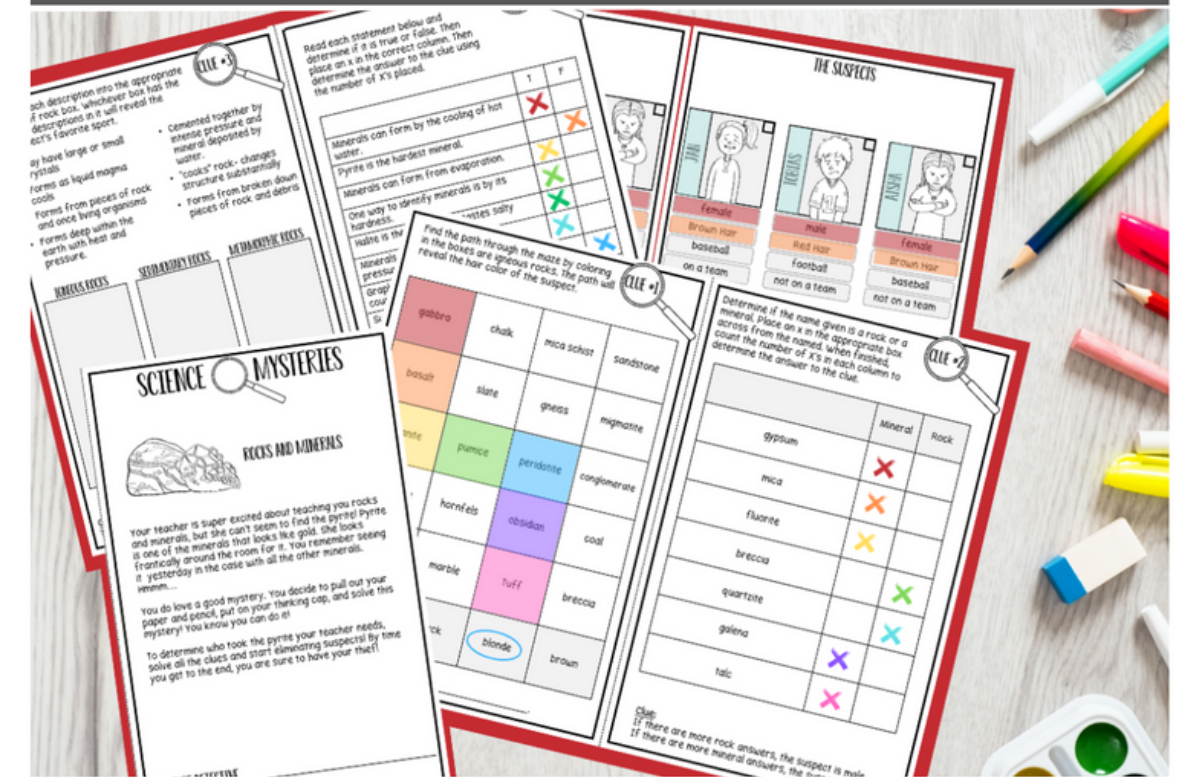 CLUE #3
ach description into the appropriate
of rock box. Whichever box has the
descriptions in it will reveal the
ect's favorite sport.
ay have large or small
rystals
Forms as liquid magma
cools
Forms from pieces of rock
and once living organisms
• Forms deep within the
earth with heat and
pressure.
• Cemented together by
intense pressure and
mineral deposited by
water.
• "cooks" rock- changes
structure substantially
• Forms from broken down
pieces of rock and debris
IGNEOUS ROCKS
SEDIMENTARY ROCKS
METAMORPHIC ROCKS
Read each statement below and
determine if it is true or false. Then
place an x in the correct column. Then
determine the answer to the clue using
the number of X's placed.
T F
Minerals can form by the cooling of hot
water.
Pyrite is the hardest mineral.
Minerals can form from evaporation.
One way to identify minerals is by its
hardness.
Halite is thr
astes salty
Minerals
pressur
Grap
cou
THE SUSPECTS
JAN
female
Brown Hair
baseball
on a team
TOBIAS
male
Red Hair
football
not on a team
AISHA
female
Brown Hair
baseball
not on a team
SCIENCE MYSTERIES
ROCKS AND MINERALS
Your teacher is super excited about teaching you rocks
and minerals, but she can't seem to find the pyrite! Pyrite
is one of the minerals that looks like gold. She looks
frantically around the room for it. You remember seeing
it yesterday in the case with all the other minerals.
Hmmm...
You do love a good mystery. You decide to pull out your
paper and pencil, put on your thinking cap, and solve this
mystery! You know you can do it!
To determine who took the pyrite your teacher needs,
solve all the clues and start eliminating suspects! By time
you get to the end, you are sure to have your thief!
Find the path through the maze by coloring
in the boxes are igneous rocks. The path will
reveal the hair color of the suspect.
CLUE #1
gabbro chalk mica schist sandstone
basalt slate gneiss migmatite
anite pumice peridotite conglomerate
hornfels obsidian coal
marble tuff breccia
ck blonde brown
Determine if the name given is a rock or a
mineral. Place an x in the appropriate box
across from the named. When finished,
count the number of X's in each column to
determine the answer to the clue.
CLUE #2
Mineral Rock
gypsum
mica
fluorite
breccia
quartzite
galena
talc
Clue:
If there are more rock answers, the suspect is male
If there are more mineral answers, the